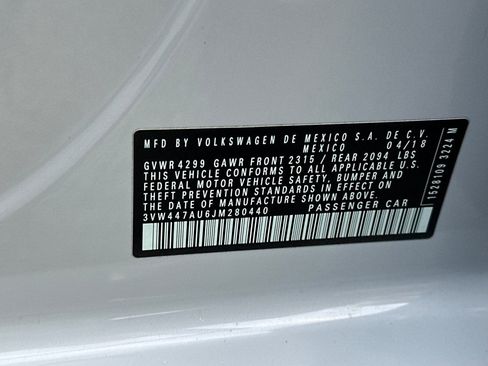 MFD BY VOLKSWAGEN DE MEXICO S.A. DE C.V.
MEXICO 04/18
GVWR 4299 GAWR FRONT 2315 / REAR 2094 LBS
THIS VEHICLE CONFORMS TO ALL APPLICABLE U.S.
FEDERAL MOTOR VEHICLE SAFETY, BUMPER AND
THEFT PREVENTION STANDARDS IN EFFECT ON
THE DATE OF MANUFACTURE SHOWN ABOVE.
3VW447AU6JM280440 PASSENGER CAR
1528109 3224 M